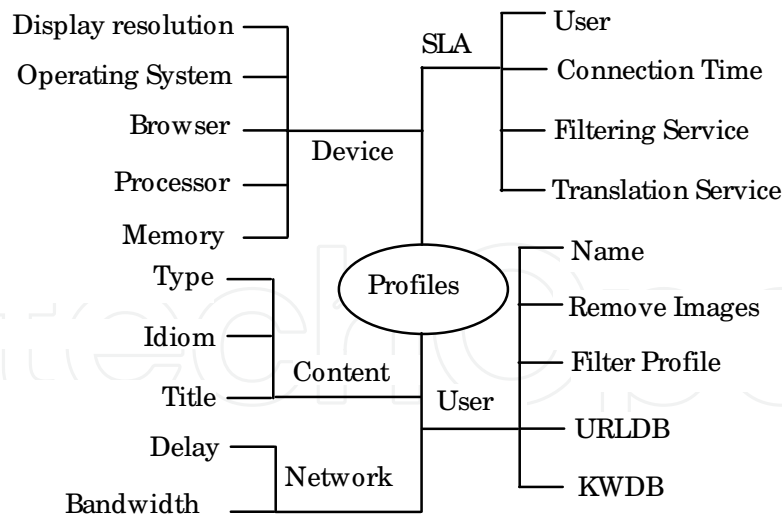 Display resolution
Operating System
Browser
Processor
Memory
Device
SLA
User
Connection Time
Filtering Service
Translation Service
Profiles
Type
Idiom
Title
Content
Delay
Bandwidth
Network
User
Name
Remove Images
Filter Profile
URLDB
KWDB